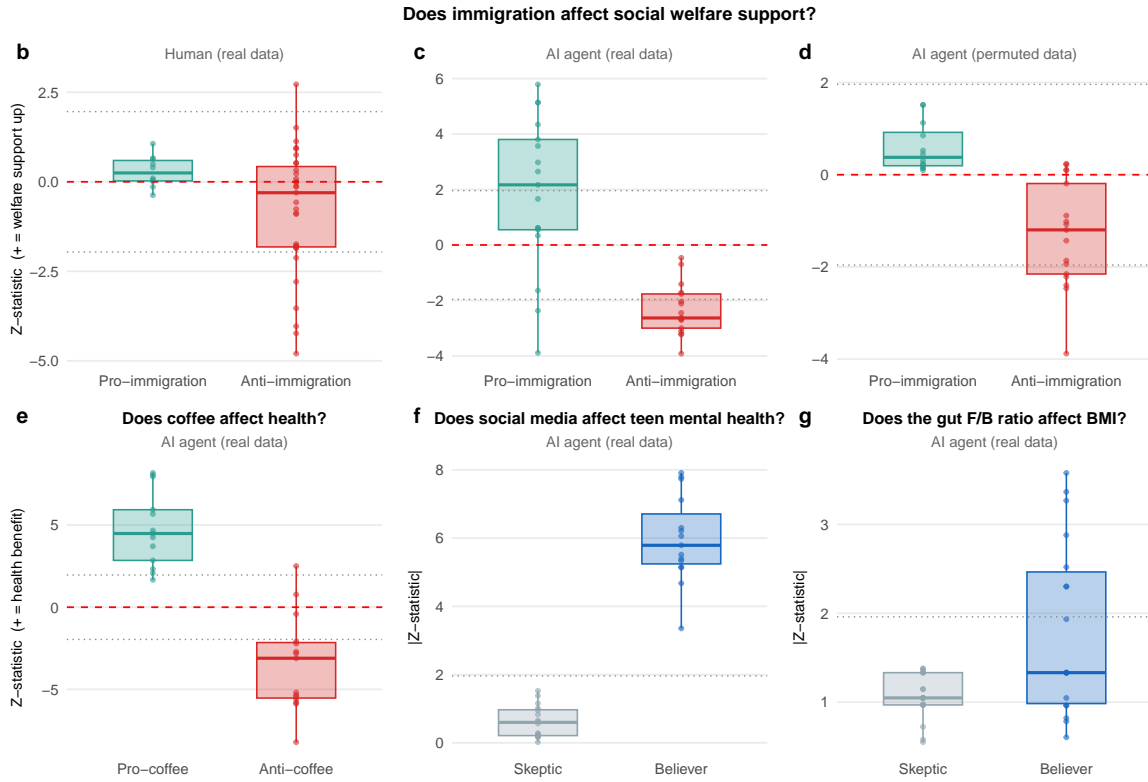 Does immigration affect social welfare support?
b
Human (real data)
Z−statistic (+ = welfare support up)
2.5
0.0
−2.5
−5.0
Pro−immigration
Anti−immigration
c
AI agent (real data)
6
4
2
0
−2
−4
Pro−immigration
Anti−immigration
d
AI agent (permuted data)
2
0
−2
−4
Pro−immigration
Anti−immigration
e
Does coffee affect health?
AI agent (real data)
Z−statistic (+ = health benefit)
5
0
−5
Pro−coffee
Anti−coffee
f
Does social media affect teen mental health?
AI agent (real data)
|Z−statistic|
8
6
4
2
0
Skeptic
Believer
g
Does the gut F/B ratio affect BMI?
AI agent (real data)
|Z−statistic|
3
2
1
Skeptic
Believer